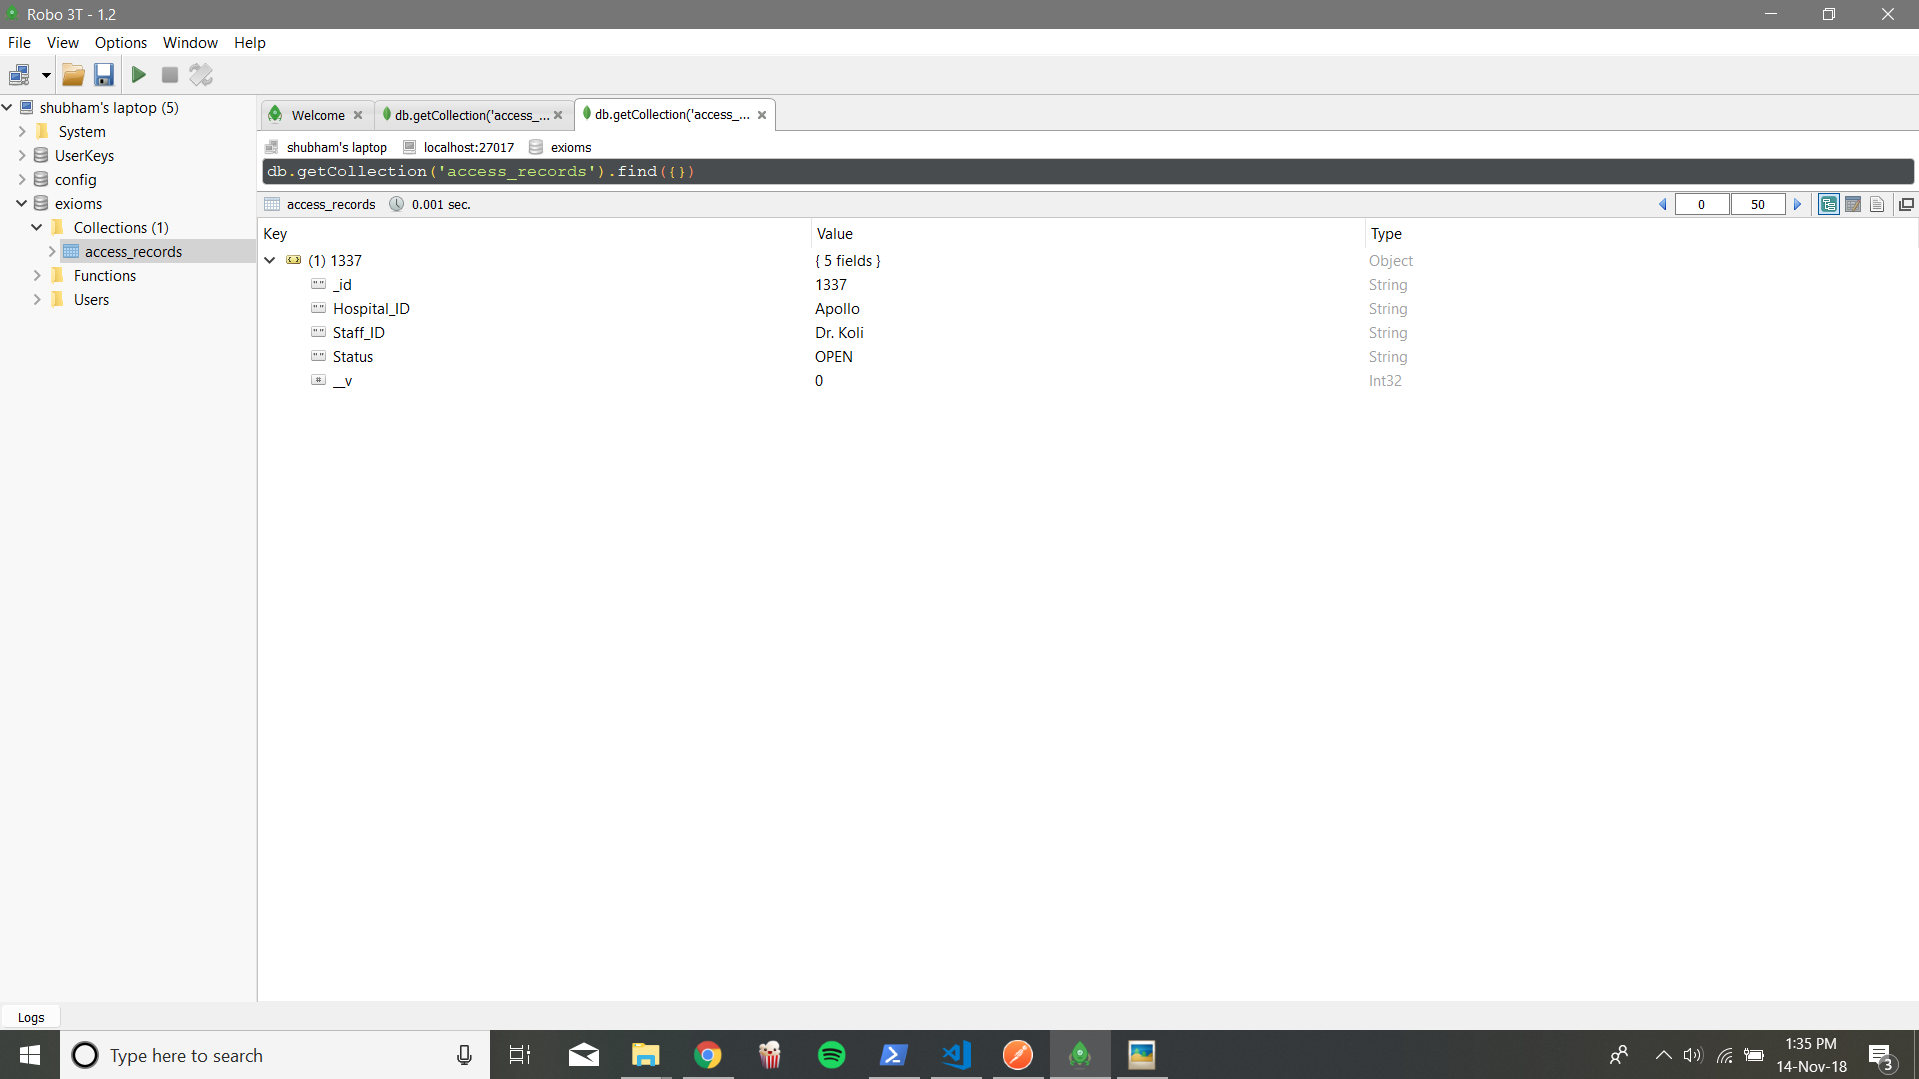 Robo 3T - 1.2
File View Options Window Help
shubham's laptop (5)
System
UserKeys
config
exioms
Collections (1)
access_records
Functions
Users
Welcome db.getCollection('access_... db.getCollection('access_...
shubham's laptop localhost:27017 exioms
db.getCollection('access_records').find({})
access_records 0.001 sec. 0 50
Key Value Type
(1) 1337 { 5 fields } Object
_id 1337 String
Hospital_ID Apollo String
Staff_ID Dr. Koli String
Status OPEN String
__v 0 Int32
Logs
Type here to search
1:35 PM
14-Nov-18
3